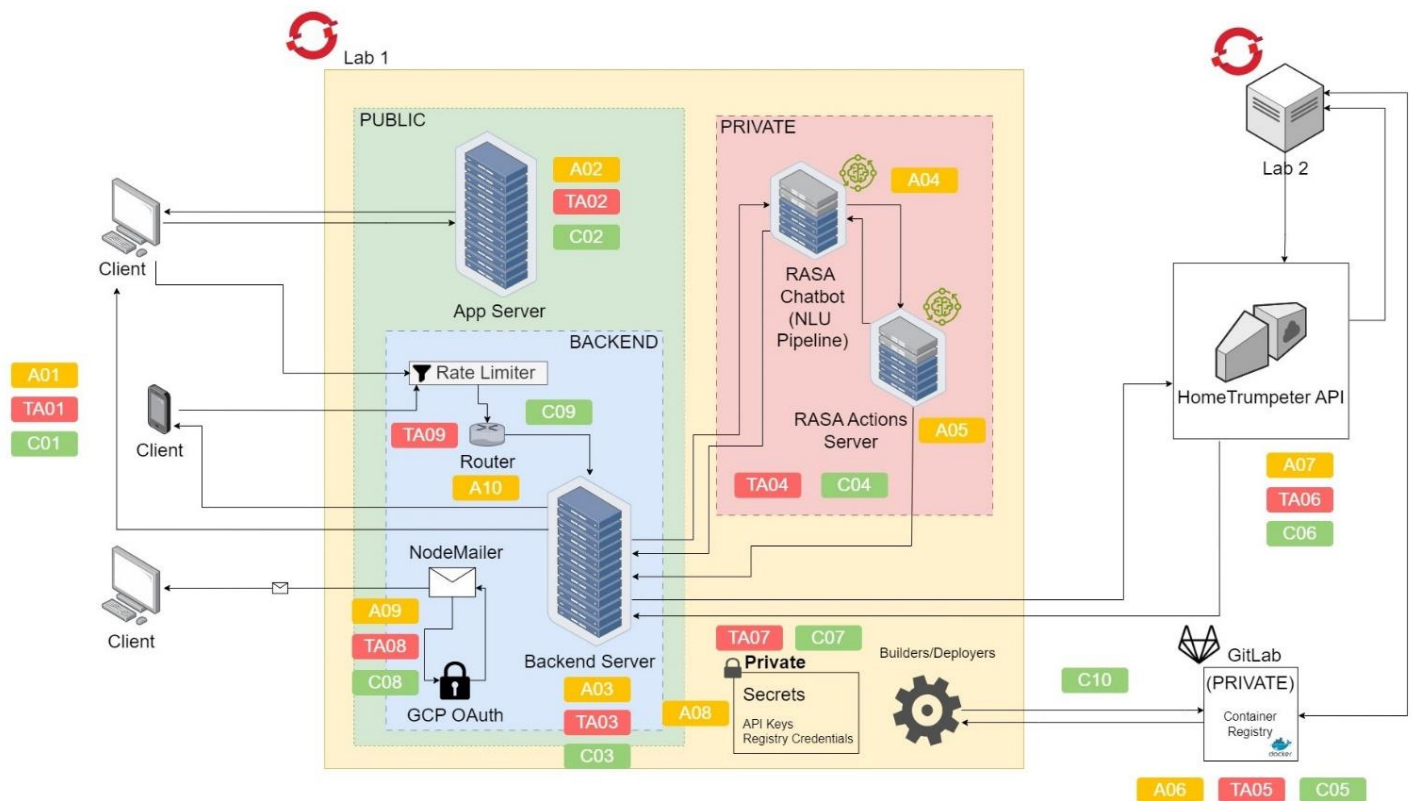 Lab 1
PUBLIC
PRIVATE
A02
TA02
C02
A04
Lab 2
Client
App Server
RASA
Chatbot
(NLU
Pipeline)
BACKEND
Rate Limiter
A01
TA01
C01
Client
C09
TA09
Router
A10
RASA Actions
Server
A05
HomeTrumpeter API
TA04
C04
A07
TA06
C06
NodeMailer
Client
A09
TA08
C08
GCP OAuth
Backend Server
A03
TA03
C03
TA07
C07
Private
A08
Secrets
API Keys
Registry Credentials
Builders/Deployers
C10
GitLab
(PRIVATE)
Container
Registry
docker
A06
TA05
C05